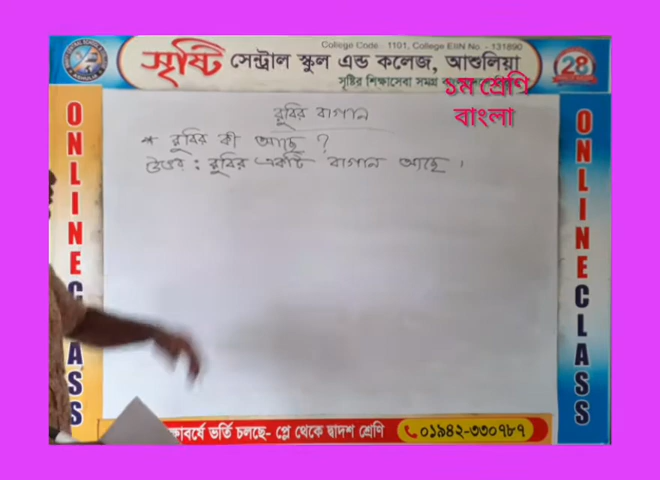 College Code : 1101, College EIIN No. - 131890
সৃষ্টি সেন্ট্রাল স্কুল এন্ড কলেজ, আশুলিয়া
সৃষ্টির শিক্ষাসেবা সমগ্র
28
১ম শ্রেণি
বাংলা
রুবির বাগান
* রুবির কী আছে ?
উত্তর : রুবির একটি বাগান আছে ।
ONLINE CLASS
ONLINE CLASS
ভর্তি চলছে- প্লে থেকে দ্বাদশ শ্রেণি
০১৯৪২-৩৩০৭৮৭